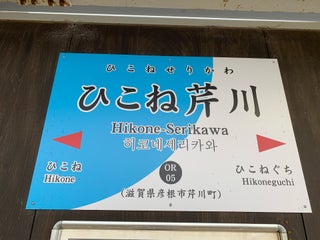 ひこねせりかわ
ひこね芹川
Hikone-Serikawa
히코네세리카와
ひこね
Hikone
OR
05
ひこねぐち
Hikoneguchi
(滋賀県彦根市芹川町)